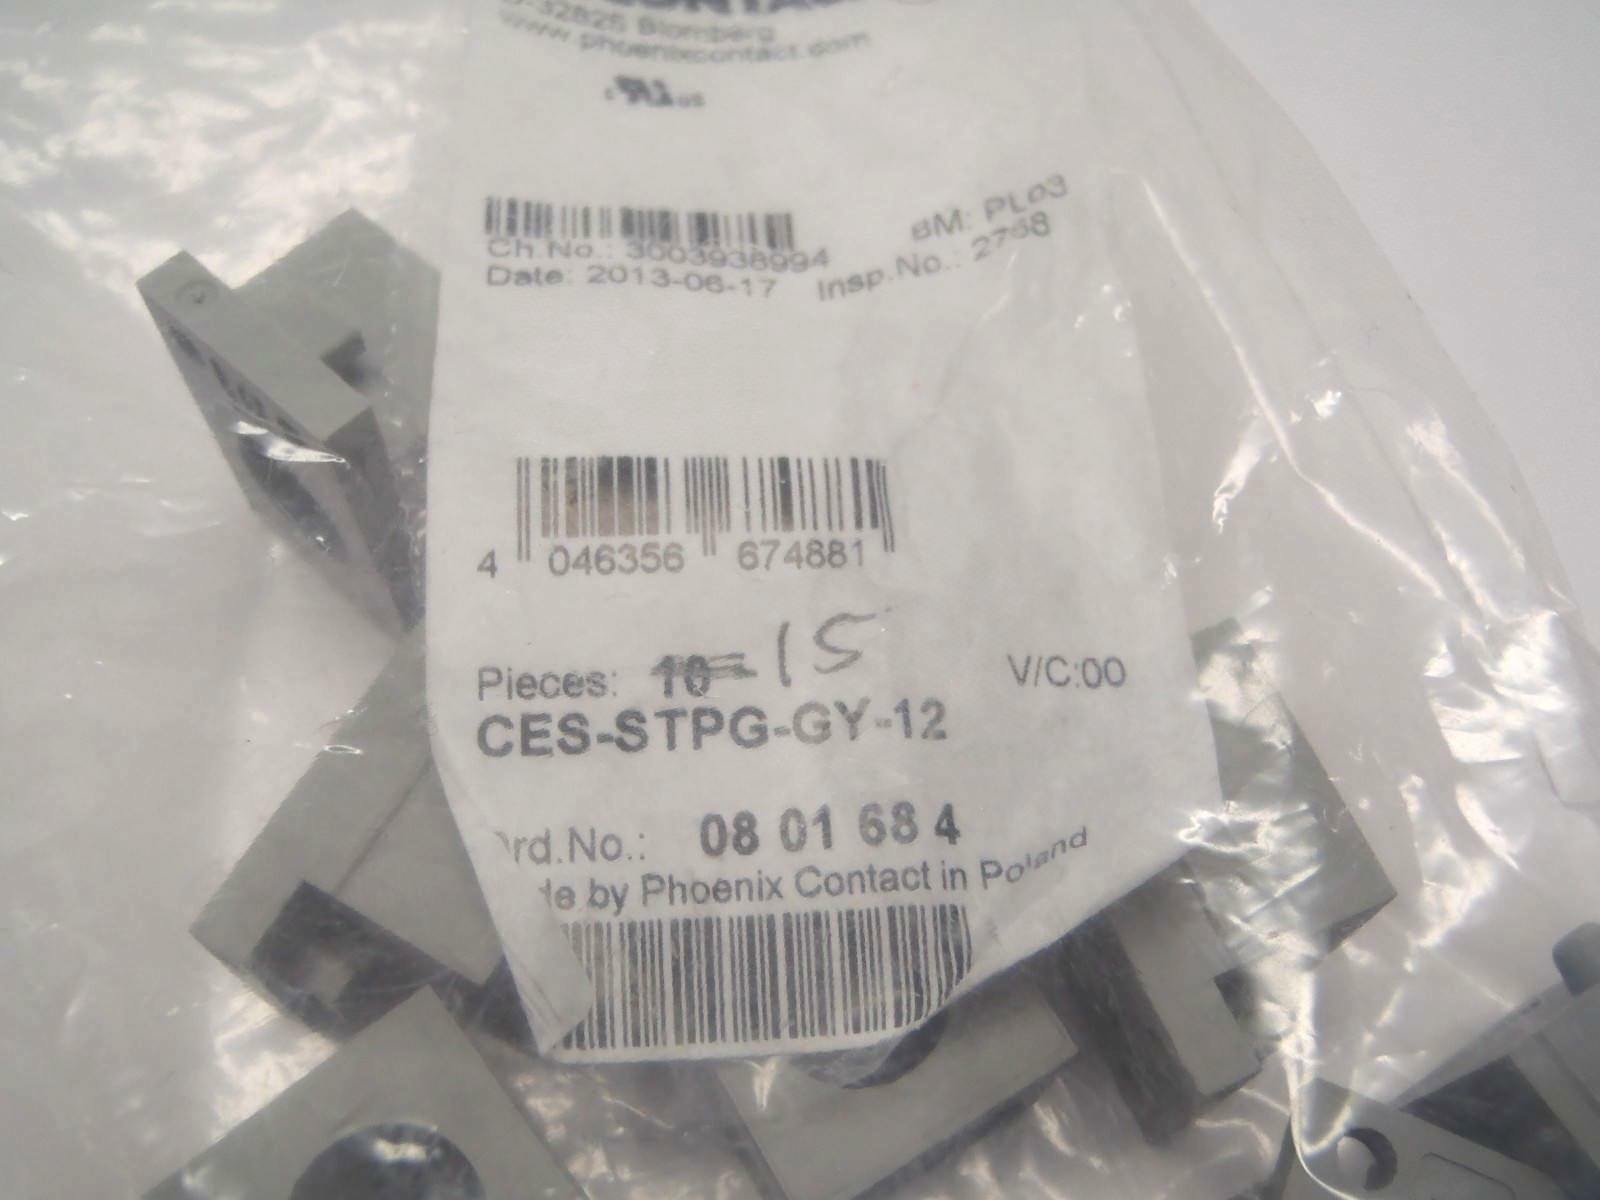 D-32825 Blomberg
www.phoenixcontact.com
c RU us
BM: PL03
Ch.No.: 3003938994
Insp.No.: 2768
Date: 2013-06-17
4 046356 674881
Pieces: 10 15
V/C:00
CES-STPG-GY-12
Ord.No.: 08 01 68 4
de by Phoenix Contact in Poland